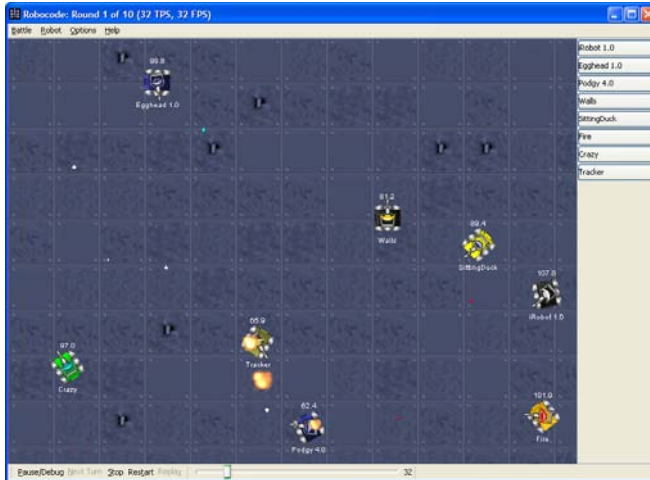 Robocode: Round 1 of 10 (32 TPS, 32 FPS)
Battle Robot Options Help
iRobot 1.0
Egghead 1.0
Podgy 4.0
Walls
SittingDuck
Fire
Crazy
Tracker
Egghead 1.0
81.2
Walls
89.4
SittingDuck
107.8
iRobot 1.0
65.9
Tracker
97.0
Crazy
62.4
Podgy 4.0
101.9
Fire
Pause/Debug Next Turn Stop Restart Replay 32